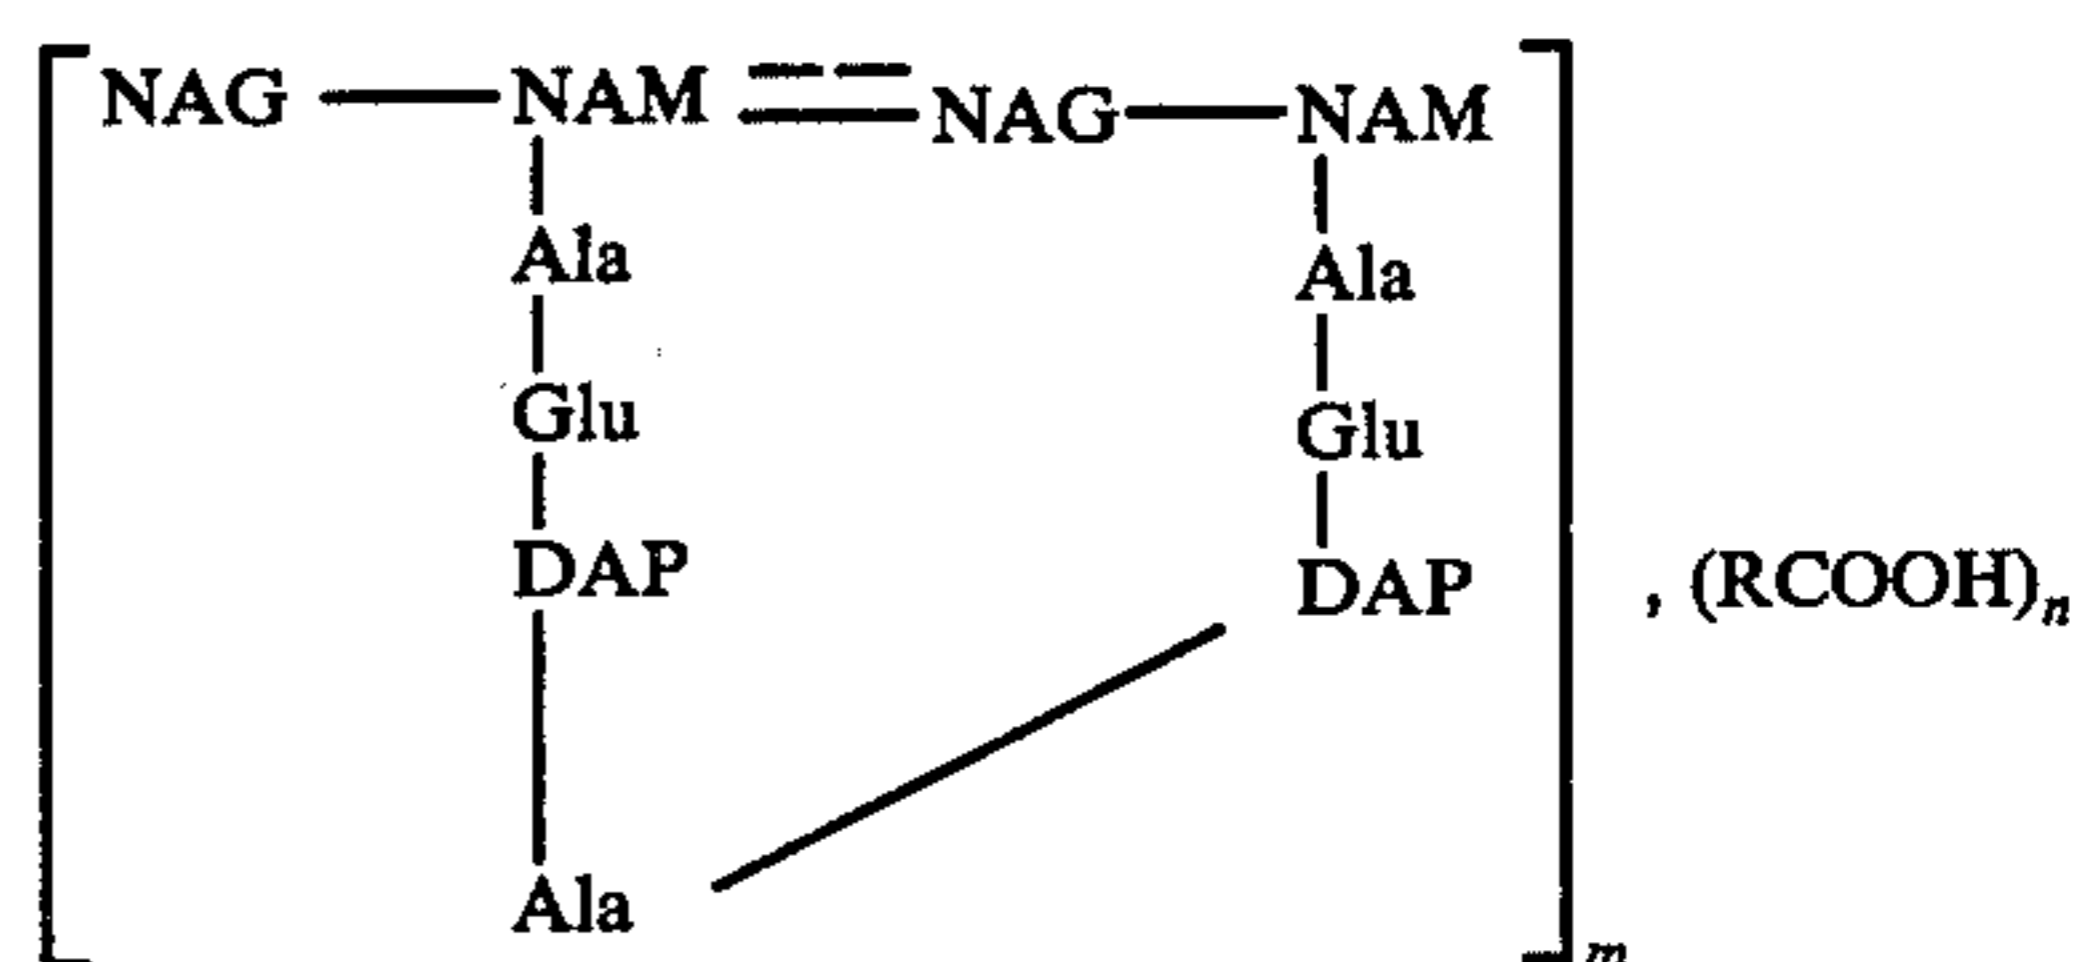 NAG NAM NAG NAM
Ala Ala
Glu Glu
DAP DAP , (RCOOH)n
Ala
m